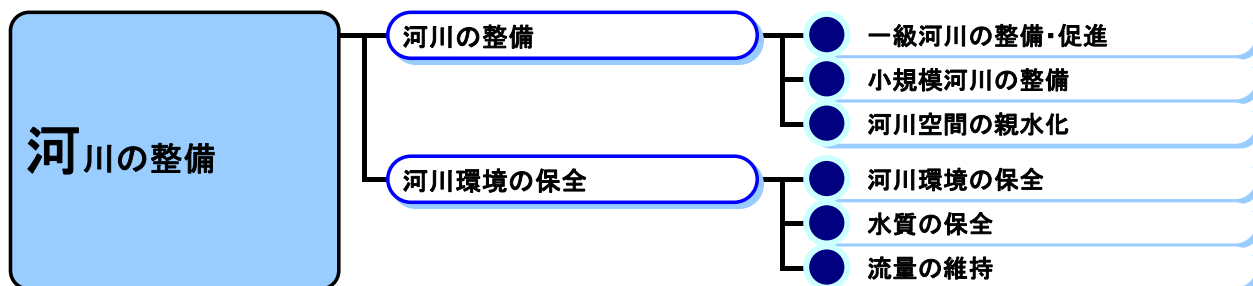 河川の整備
河川の整備
一級河川の整備・促進
小規模河川の整備
河川空間の親水化
河川環境の保全
河川環境の保全
水質の保全
流量の維持